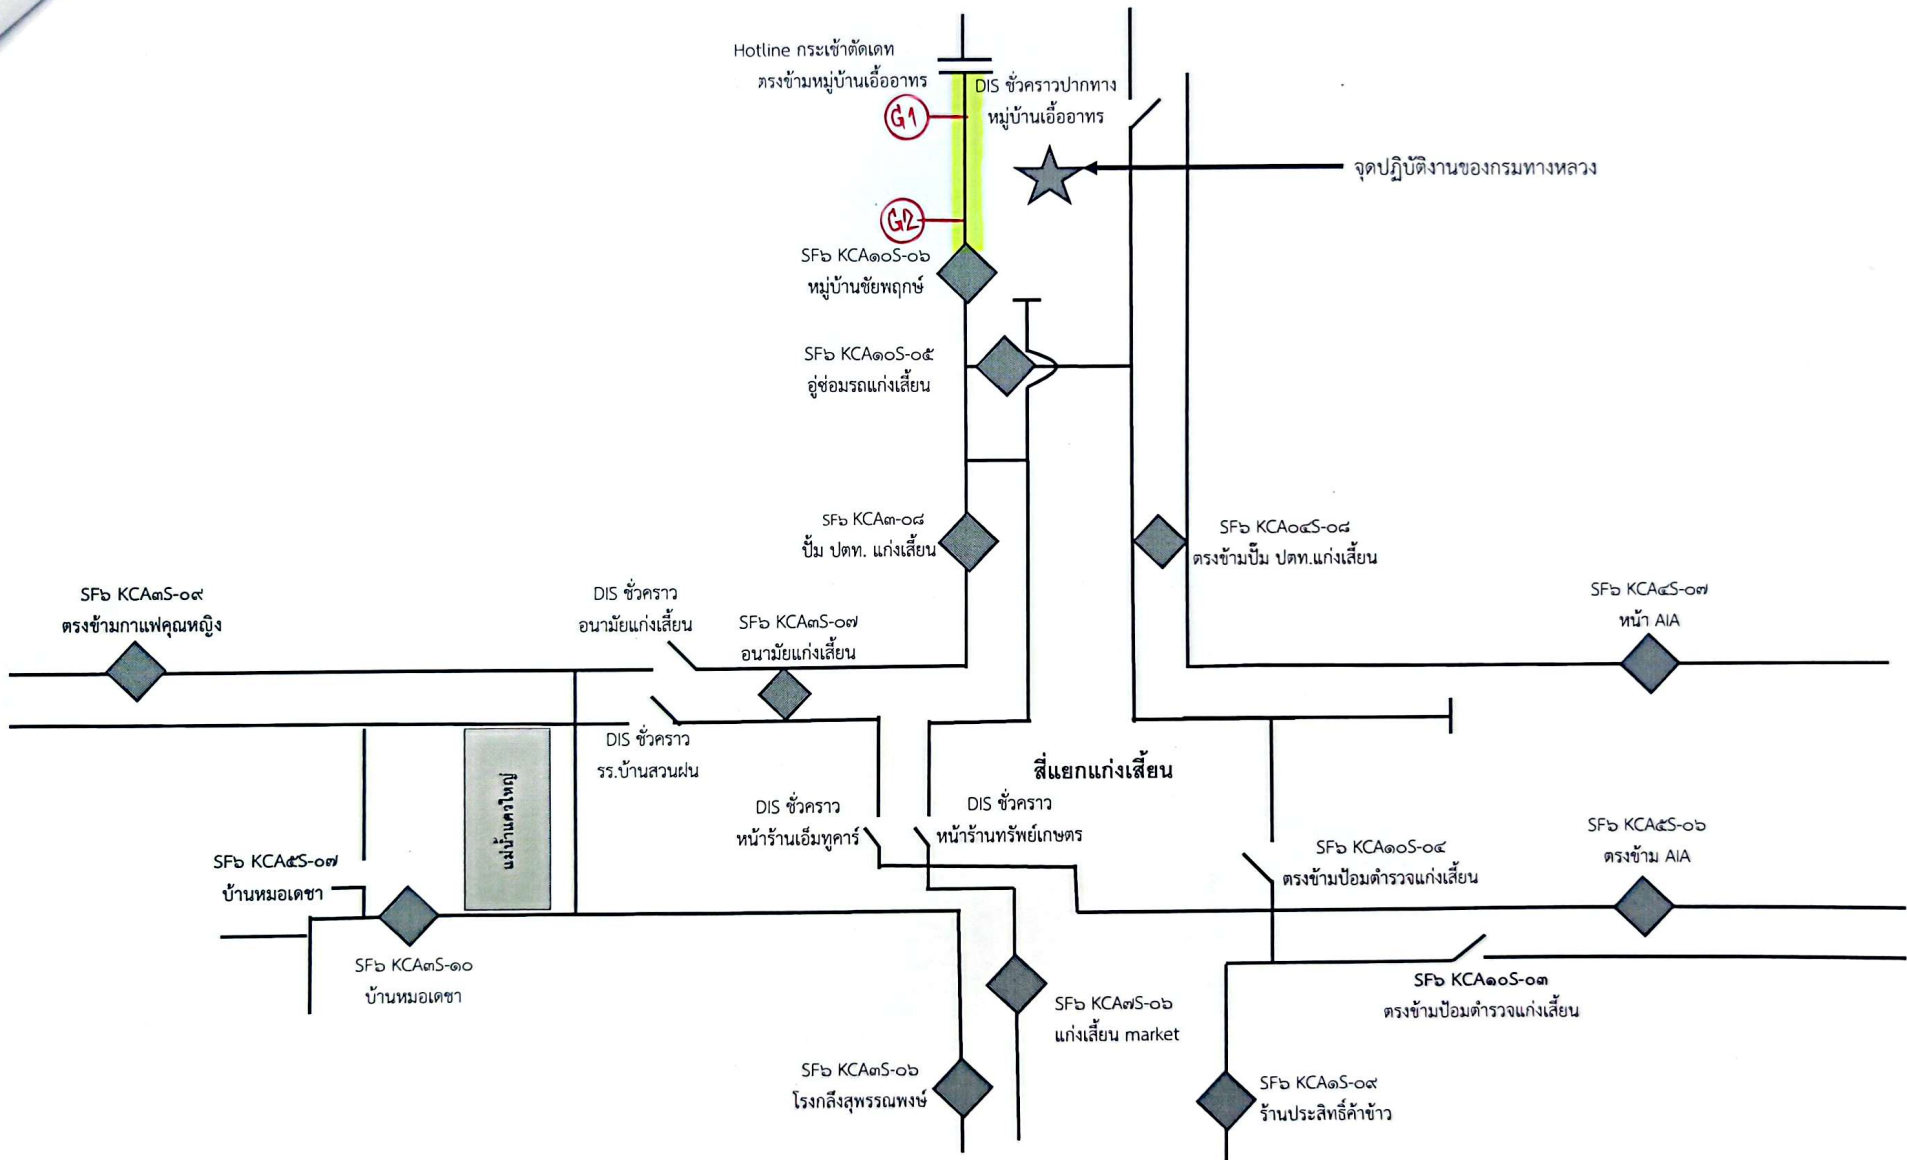 Hotline กระเช้าตัดเดท
ตรงข้ามหมู่บ้านเอื้ออาทร
DIS ชั่วคราวปากทาง
หมู่บ้านเอื้ออาทร
G1
จุดปฏิบัติงานของกรมทางหลวง
G2
SF๖ KCA๑๐S-๐๖
หมู่บ้านชัยพฤกษ์
SF๖ KCA๑๐S-๐๕
อู่ซ่อมรถแก่งเสี้ยน
SF๖ KCA๓-๐๘
ปั้ม ปตท. แก่งเสี้ยน
SF๖ KCA๐๔S-๐๘
ตรงข้ามปั๊ม ปตท.แก่งเสี้ยน
SF๖ KCA๓S-๐๙
ตรงข้ามกาแฟคุณหญิง
DIS ชั่วคราว
อนามัยแก่งเสี้ยน
SF๖ KCA๓S-๐๗
อนามัยแก่งเสี้ยน
SF๖ KCA๔S-๐๗
หน้า AIA
DIS ชั่วคราว
รร.บ้านสวนฝน
สี่แยกแก่งเสี้ยน
แม่น้ำแควใหญ่
DIS ชั่วคราว
หน้าร้านเอ็มทูคาร์
DIS ชั่วคราว
หน้าร้านทรัพย์เกษตร
SF๖ KCA๕S-๐๗
บ้านหมอเดชา
SF๖ KCA๑๐S-๐๔
ตรงข้ามป้อมตำรวจแก่งเสี้ยน
SF๖ KCA๕S-๐๖
ตรงข้าม AIA
SF๖ KCA๓S-๑๐
บ้านหมอเดชา
SF๖ KCA๑๐S-๐๓
ตรงข้ามป้อมตำรวจแก่งเสี้ยน
SF๖ KCA๗S-๐๖
แก่งเสี้ยน market
SF๖ KCA๓S-๐๖
โรงกลึงสุพรรณพงษ์
SF๖ KCA๑S-๐๙
ร้านประสิทธิ์ค้าข้าว